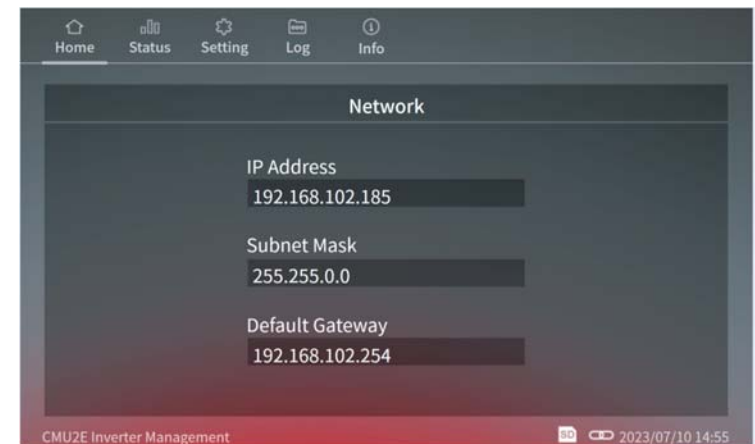 Home Status Setting Log Info
Network
IP Address
192.168.102.185
Subnet Mask
255.255.0.0
Default Gateway
192.168.102.254
CMU2E Inverter Management SD 2023/07/10 14:55